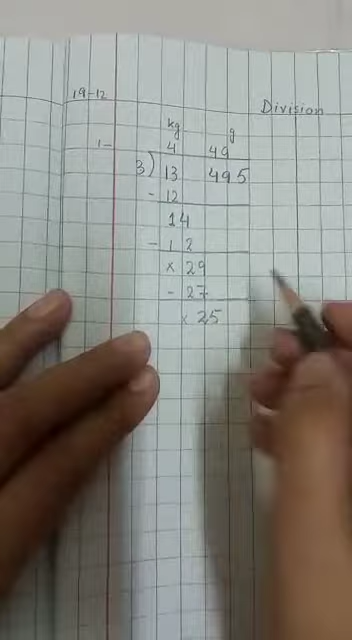 19-12
Division
kg g
1- 4 49
3) 13 495
- 12
14
- 12
× 29
- 27
× 25